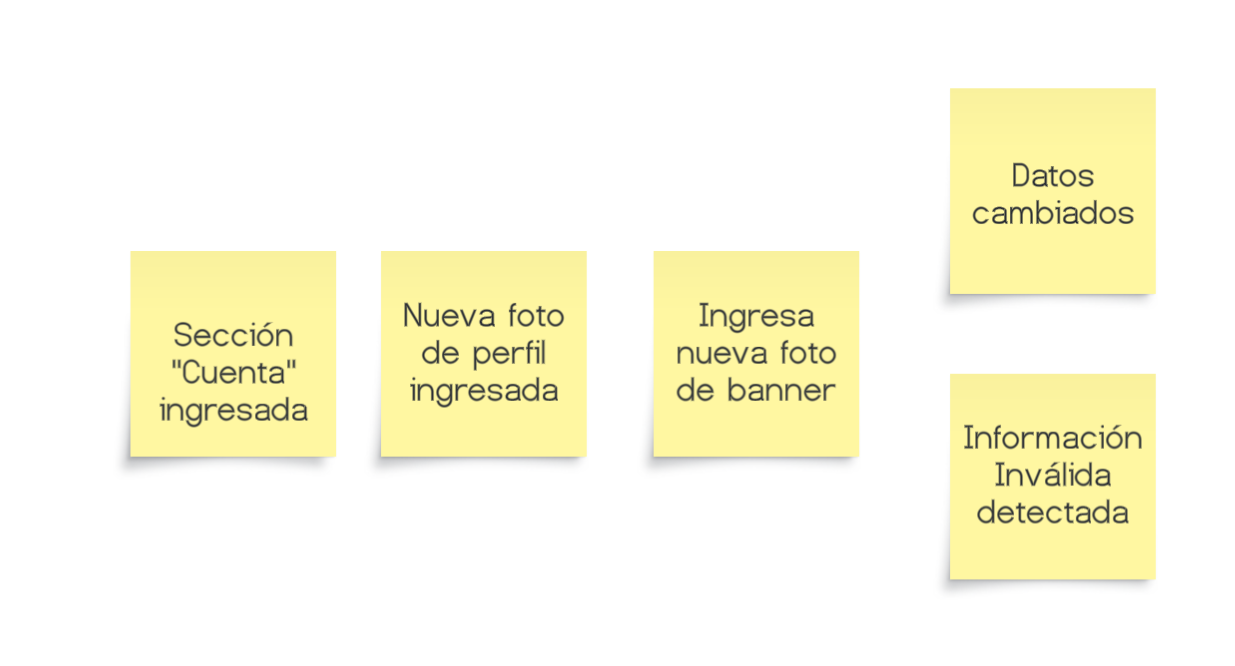 Sección
"Cuenta"
ingresada
Nueva foto
de perfil
ingresada
Ingresa
nueva foto
de banner
Datos
cambiados
Información
Inválida
detectada